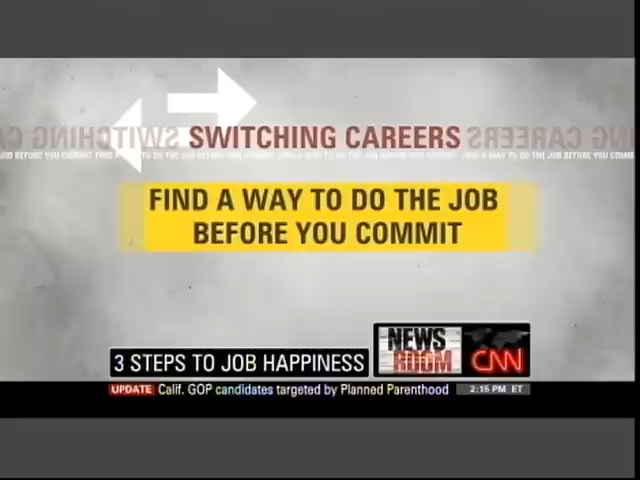 SWITCHING CAREERS
FIND A WAY TO DO THE JOB
BEFORE YOU COMMIT
3 STEPS TO JOB HAPPINESS
NEWS
ROOM
CNN
UPDATE Calif. GOP candidates targeted by Planned Parenthood 2:15 PM ET